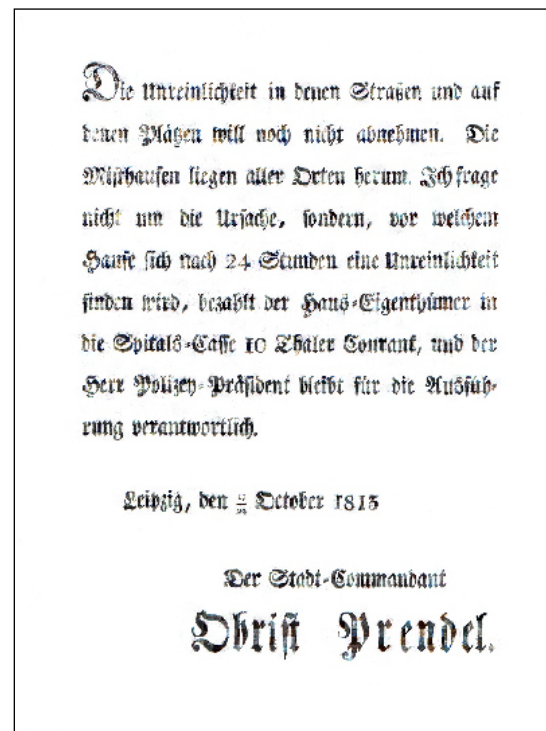 Die Unreinlichkeit in denen Straßen und auf
denen Plätzen will noch nicht abnehmen. Die
Misthaufen liegen aller Orten herum. Ich frage
nicht um die Ursache, sondern, vor welchem
Hause sich nach 24 Stunden eine Unreinlichkeit
finden wird, bezahlt der Haus-Eigenthümer in
die Spitals-Casse 10 Thaler Courant, und der
Herr Polizey-Präsident bleibt für die Ausfüh-
rung verantwortlich.
Leipzig, den October 1813
Der Stadt-Commandant
Obrist Prendel.